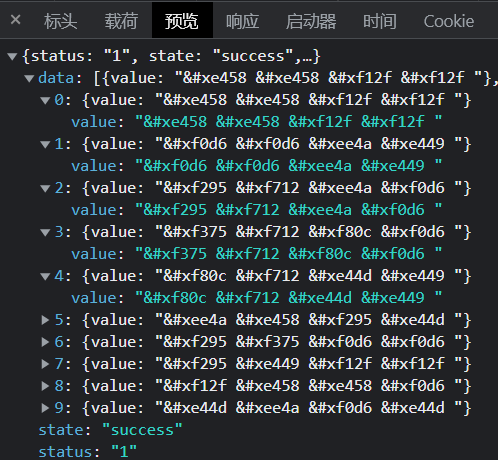 × 标头 载荷 预览 响应 启动器 时间 Cookie
▼{status: "1", state: "success",…}
▼data: [{value: "&#xe458 &#xe458 &#xf12f &#xf12f "},
▼0: {value: "&#xe458 &#xe458 &#xf12f &#xf12f "}
value: "&#xe458 &#xe458 &#xf12f &#xf12f "
▼1: {value: "&#xf0d6 &#xf0d6 &#xee4a &#xe449 "}
value: "&#xf0d6 &#xf0d6 &#xee4a &#xe449 "
▼2: {value: "&#xf295 &#xf712 &#xee4a &#xf0d6 "}
value: "&#xf295 &#xf712 &#xee4a &#xf0d6 "
▼3: {value: "&#xf375 &#xf712 &#xf80c &#xf0d6 "}
value: "&#xf375 &#xf712 &#xf80c &#xf0d6 "
▼4: {value: "&#xf80c &#xf712 &#xe44d &#xe449 "}
value: "&#xf80c &#xf712 &#xe44d &#xe449 "
▶5: {value: "&#xee4a &#xe458 &#xf295 &#xe44d "}
▶6: {value: "&#xf295 &#xf375 &#xf0d6 &#xf0d6 "}
▶7: {value: "&#xf295 &#xe449 &#xf12f &#xf12f "}
▶8: {value: "&#xf12f &#xe458 &#xe458 &#xf0d6 "}
▶9: {value: "&#xe44d &#xee4a &#xf0d6 &#xe44d "}
state: "success"
status: "1"